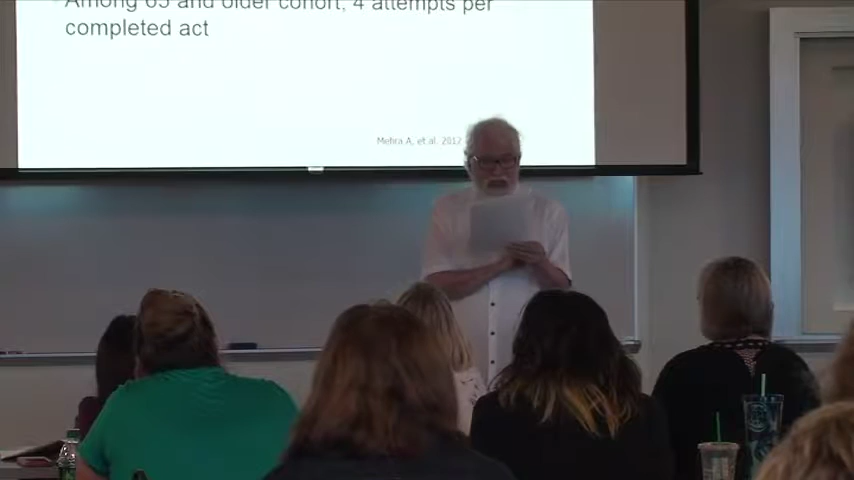 Among 65 and older cohort, 4 attempts per
completed act
Mehra A, et al. 2012